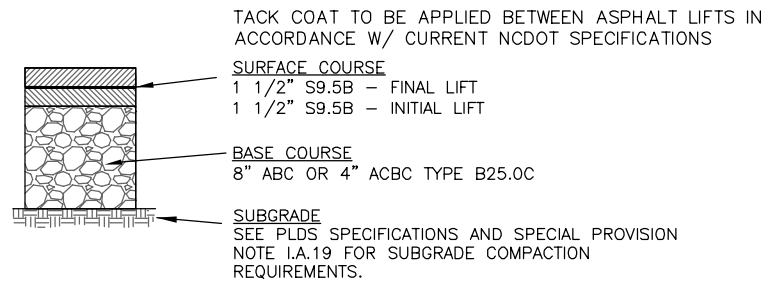 TACK COAT TO BE APPLIED BETWEEN ASPHALT LIFTS IN
ACCORDANCE W/ CURRENT NCDOT SPECIFICATIONS
SURFACE COURSE
1 1/2" S9.5B – FINAL LIFT
1 1/2" S9.5B – INITIAL LIFT
BASE COURSE
8" ABC OR 4" ACBC TYPE B25.0C
SUBGRADE
SEE PLDS SPECIFICATIONS AND SPECIAL PROVISION
NOTE I.A.19 FOR SUBGRADE COMPACTION
REQUIREMENTS.